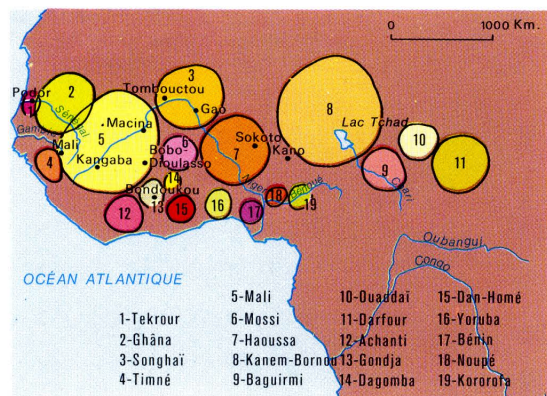 0 1000 Km.
2
3
Podor
1
Tombouctou
Gao
8
Sénégal
Lac Tchad
Gambie
5
Macina
10
Mali
6
Sokoto
4
Bobo-
Dioulasso
7
Kano
11
Kangaba
9
14
Niger
Bénoué
Chari
Bondoukou
13
12
15
16
17
18
19
Oubangui
Congo
OCÉAN ATLANTIQUE
1-Tekrour
2-Ghâna
3-Songhaï
4-Timné
5-Mali
6-Mossi
7-Haoussa
8-Kanem-Bornou
9-Baguirmi
10-Ouaddaï
11-Darfour
12-Achanti
13-Gondja
14-Dagomba
15-Dan-Homé
16-Yoruba
17-Bénin
18-Noupé
19-Kororofa